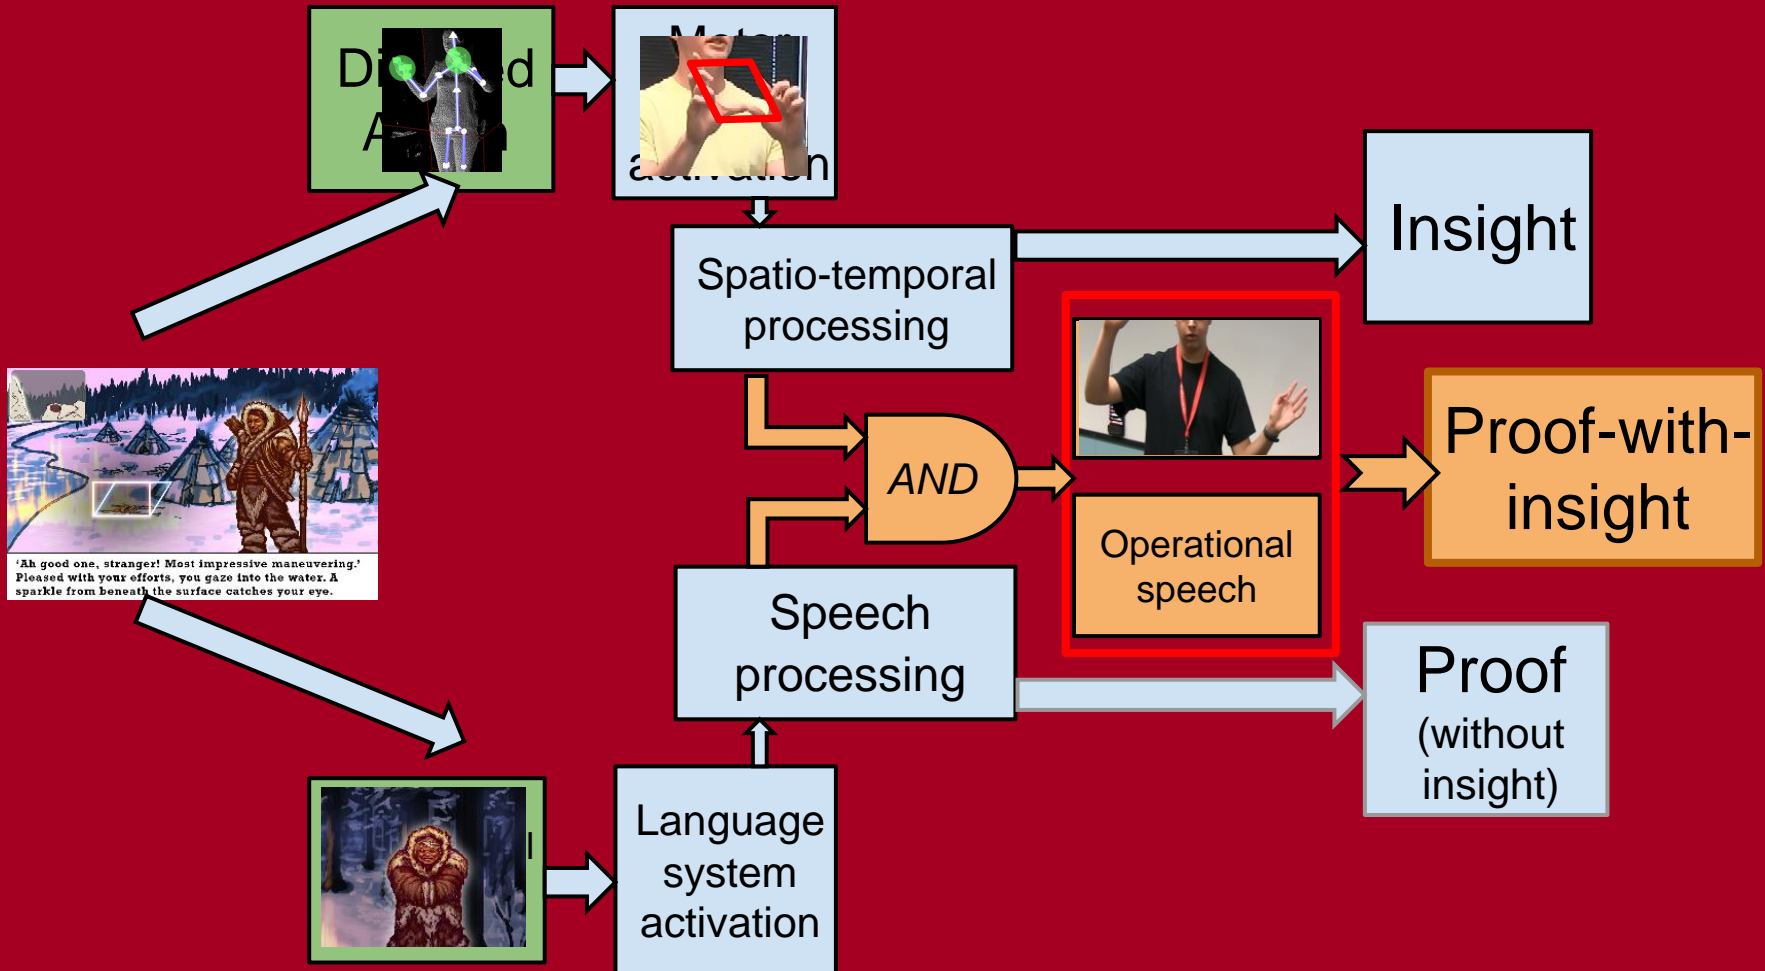 activation
Spatio-temporal
processing
Insight
AND
Operational
speech
Proof-with-
insight
'Ah good one, stranger! Most impressive maneuvering.'
Pleased with your efforts, you gaze into the water. A
sparkle from beneath the surface catches your eye.
Speech
processing
Proof
(without
insight)
Language
system
activation